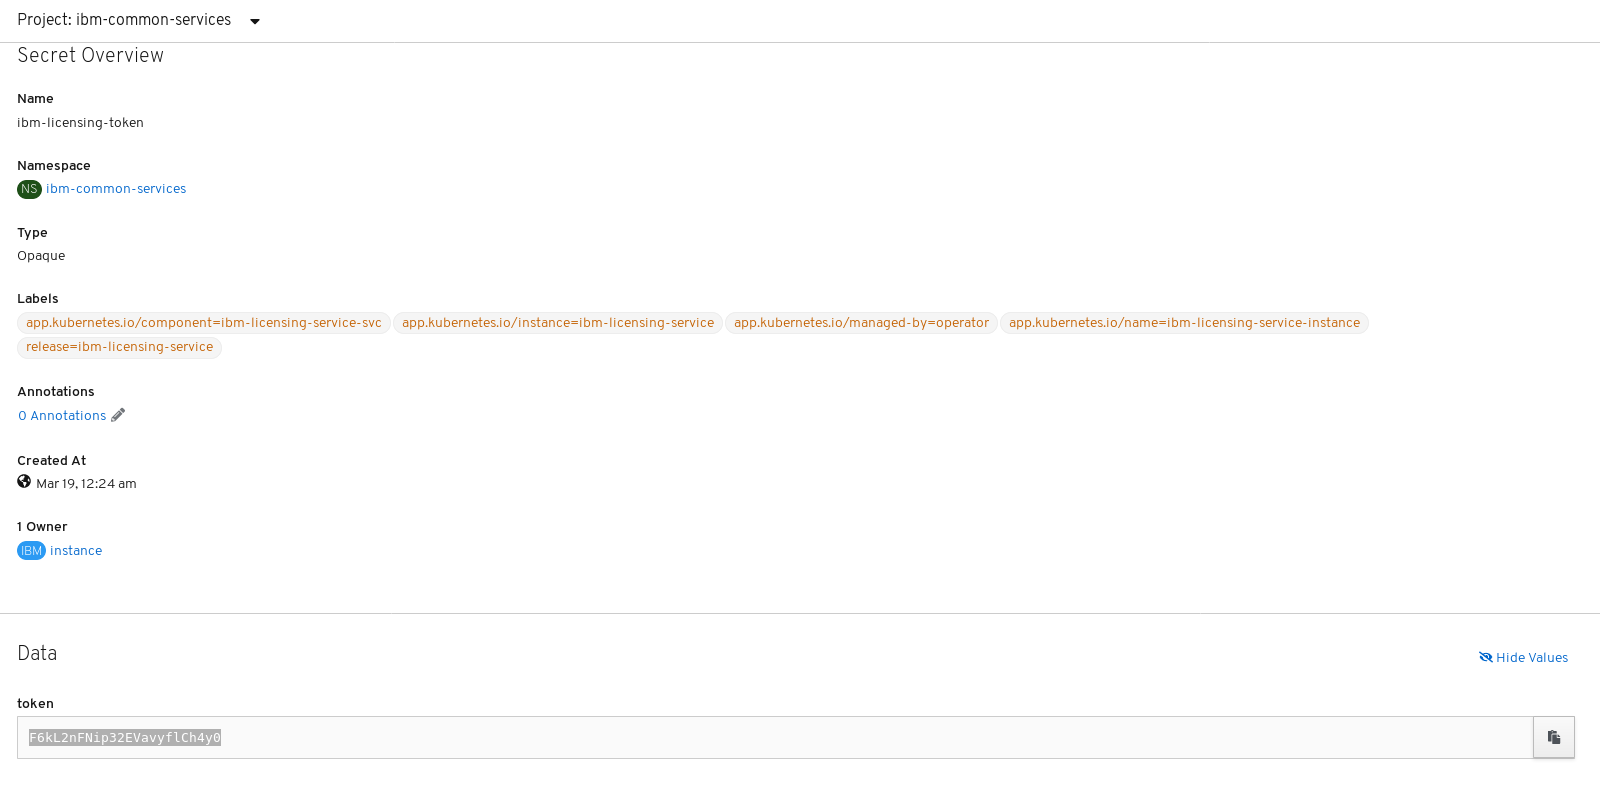 Project: ibm-common-services
Secret Overview
Name
ibm-licensing-token
Namespace
NS ibm-common-services
Type
Opaque
Labels
app.kubernetes.io/component=ibm-licensing-service-svc app.kubernetes.io/instance=ibm-licensing-service app.kubernetes.io/managed-by=operator app.kubernetes.io/name=ibm-licensing-service-instance
release=ibm-licensing-service
Annotations
0 Annotations
Created At
Mar 19, 12:24 am
1 Owner
IBM instance
Data
Hide Values
token
F6kL2nFNip32EVavyflCh4y0